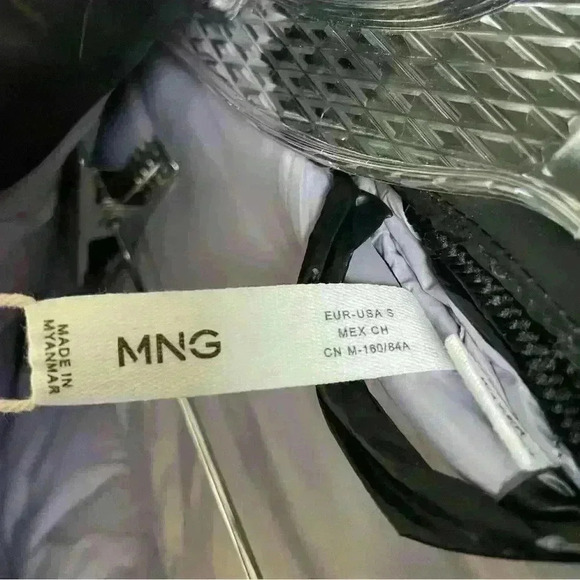 MADE IN
MYANMAR
MNG
EUR-USA S
MEX CH
CN M-160/84A